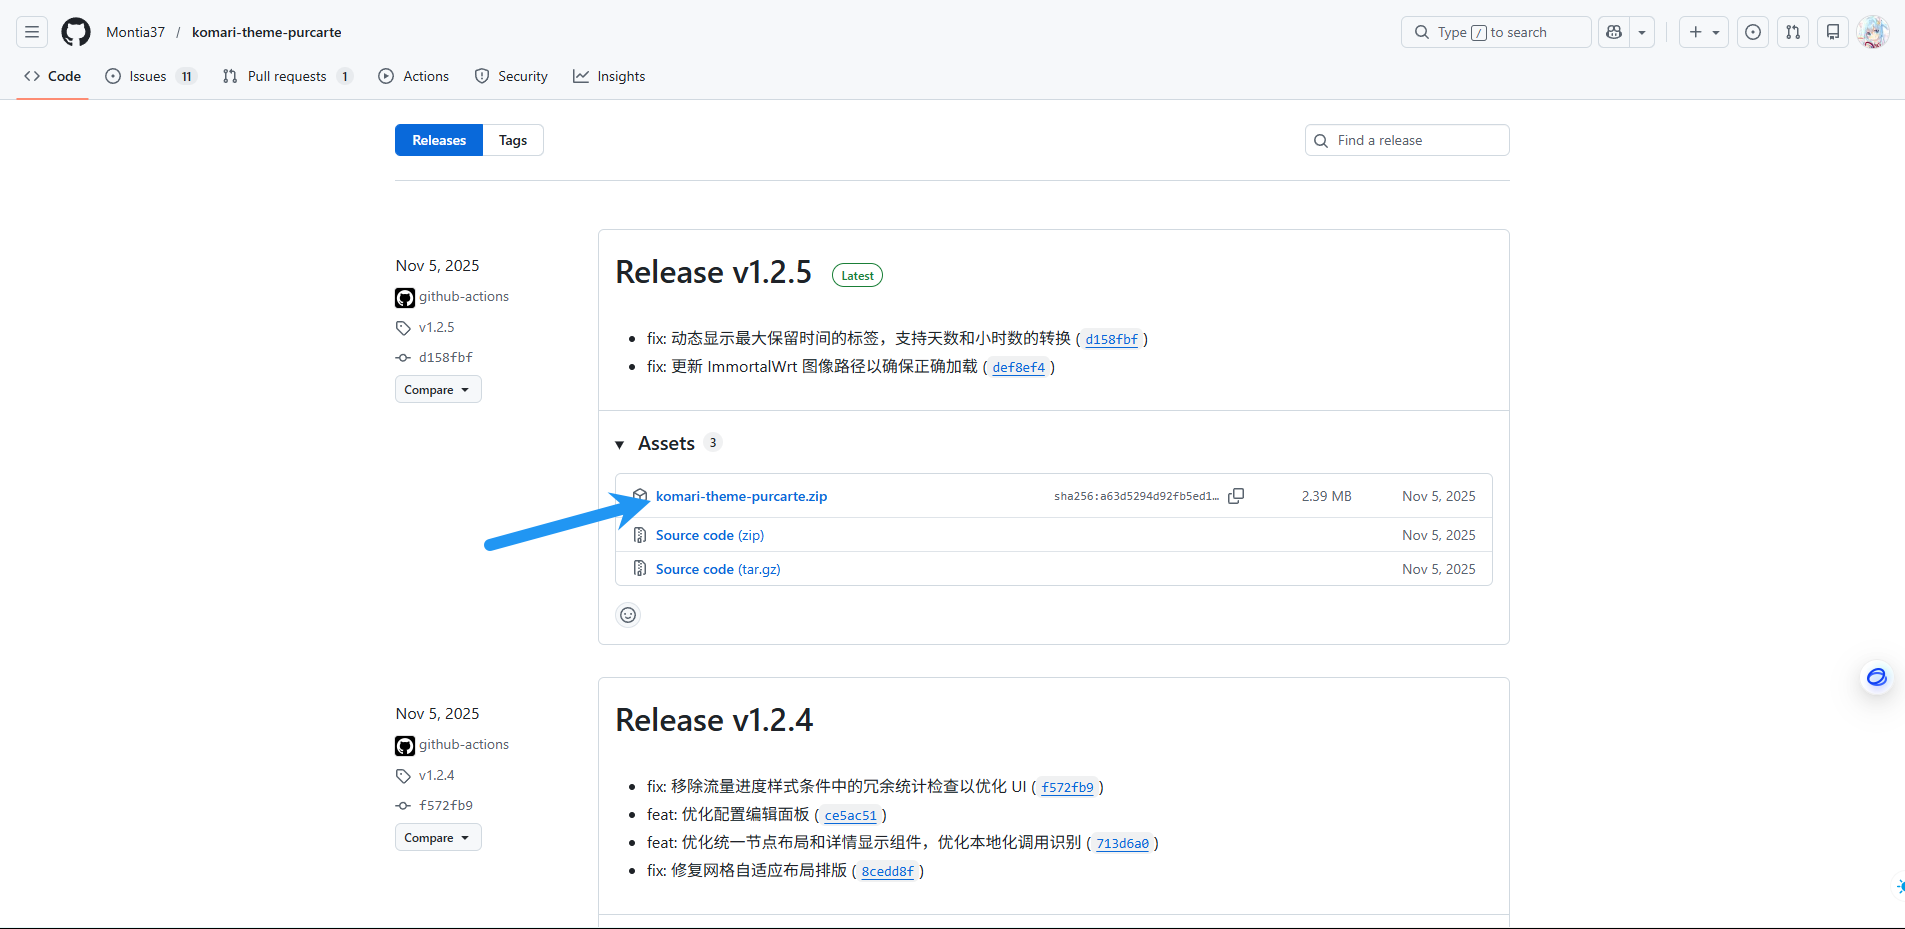 Montia37 / komari-theme-purcarte
Type / to search
Code
Issues 11
Pull requests 1
Actions
Security
Insights
Releases
Tags
Find a release
Nov 5, 2025
github-actions
v1.2.5
d158fbf
Compare
Release v1.2.5 Latest
fix: 动态显示最大保留时间的标签，支持天数和小时数的转换 ( d158fbf )
fix: 更新 ImmortalWrt 图像路径以确保正确加载 ( def8ef4 )
Assets 3
komari-theme-purcarte.zip sha256:a63d5294d92fb5ed1… 2.39 MB Nov 5, 2025
Source code (zip) Nov 5, 2025
Source code (tar.gz) Nov 5, 2025
Nov 5, 2025
github-actions
v1.2.4
f572fb9
Compare
Release v1.2.4
fix: 移除流量进度样式条件中的冗余统计检查以优化 UI ( f572fb9 )
feat: 优化配置编辑面板 ( ce5ac51 )
feat: 优化统一节点布局和详情显示组件，优化本地化调用识别 ( 713d6a0 )
fix: 修复网格自适应布局排版 ( 8cedd8f )